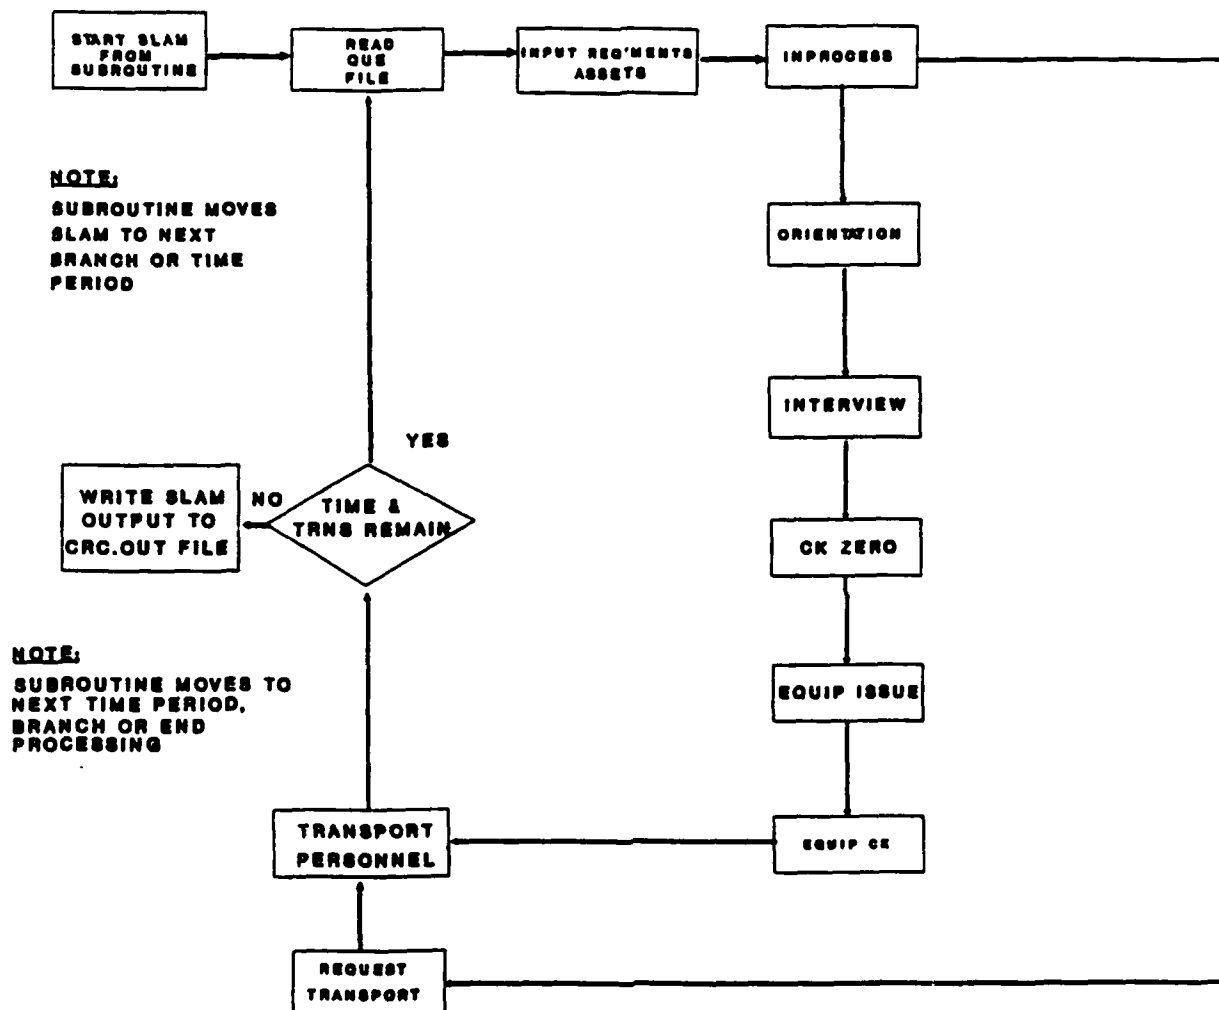 START SLAM
FROM
SUBROUTINE
READ
QUE
FILE
INPUT REQ'MENTS
ASSETS
INPROCESS
NOTE:
SUBROUTINE MOVES
SLAM TO NEXT
BRANCH OR TIME
PERIOD
ORIENTATION
INTERVIEW
YES
WRITE SLAM
OUTPUT TO
CRC.OUT FILE
NO
TIME &
TRNS REMAIN
CK ZERO
NOTE:
SUBROUTINE MOVES TO
NEXT TIME PERIOD,
BRANCH OR END
PROCESSING
EQUIP ISSUE
TRANSPORT
PERSONNEL
EQUIP CK
REQUEST
TRANSPORT